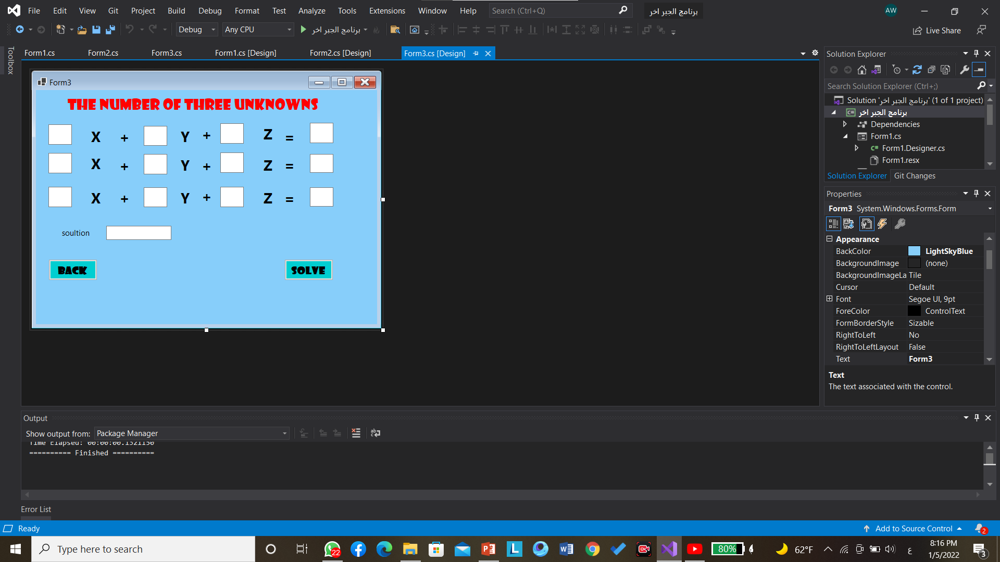 File Edit View Git Project Build Debug Format Test Analyze Tools Extensions Window Help Search (Ctrl+Q) برنامج الجبر اخر AW
Debug Any CPU برنامج الجبر اخر Live Share
Toolbox
Form1.cs Form2.cs Form3.cs Form1.cs [Design] Form2.cs [Design] Form3.cs [Design]
Form3
THE NUMBER OF THREE UNKNOWNS
X + Y + Z =
X + Y + Z =
X + Y + Z =
soultion
BACK SOLVE
Solution Explorer
Search Solution Explorer (Ctrl+;)
Solution 'برنامج الجبر اخر' (1 of 1 project)
برنامج الجبر اخر
Dependencies
Form1.cs
Form1.Designer.cs
Form1.resx
Solution Explorer Git Changes
Properties
Form3 System.Windows.Forms.Form
Appearance
BackColor LightSkyBlue
BackgroundImage (none)
BackgroundImageLa Tile
Cursor Default
Font Segoe UI, 9pt
ForeColor ControlText
FormBorderStyle Sizable
RightToLeft No
RightToLeftLayout False
Text Form3
Text
The text associated with the control.
Output
Show output from: Package Manager
Time Elapsed: 00:00:00.1321150
========== Finished ==========
Error List
Ready Add to Source Control 2
Type here to search 22 80% 62°F ع 8:16 PM
1/5/2022 3